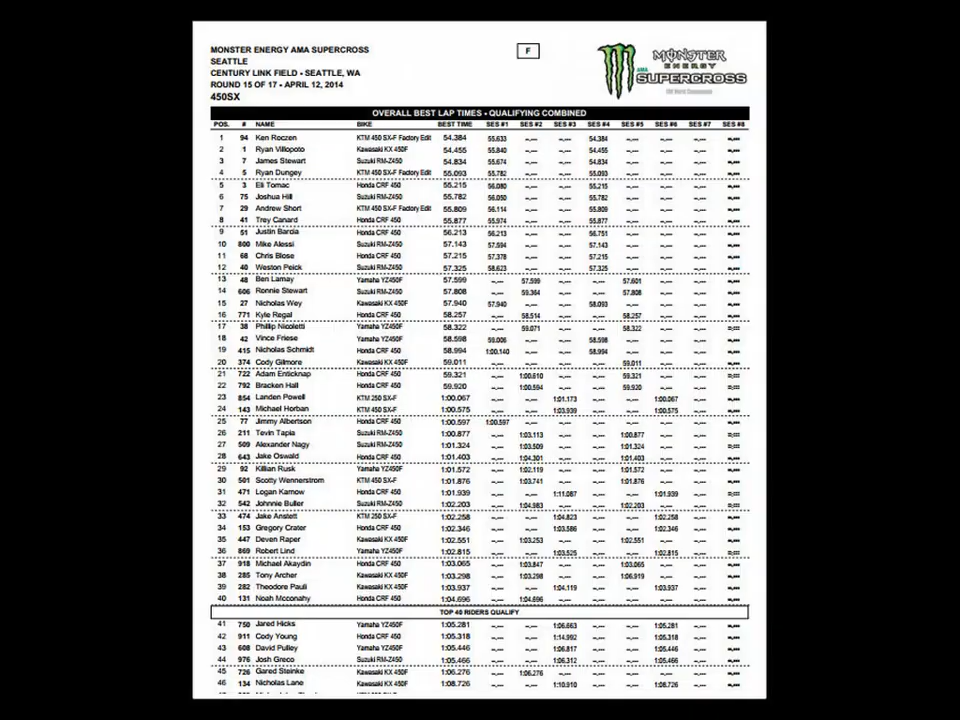 MONSTER ENERGY AMA SUPERCROSS
SEATTLE
CENTURY LINK FIELD • SEATTLE, WA
ROUND 15 OF 17 • APRIL 12, 2014
450SX
F
MONSTER
ENERGY
AMA SUPERCROSS
OVERALL BEST LAP TIMES • QUALIFYING COMBINED
POS. # NAME BIKE BEST TIME SES #1 SES #2 SES #3 SES #4 SES #5 SES #6 SES #7 SES #8
1 94 Ken Roczen KTM 450 SX-F Factory Edit 54.384 55.633 --.--- --.--- 54.384 --.--- --.--- --.--- --.---
2 1 Ryan Villopoto Kawasaki KX 450F 54.455 55.840 --.--- --.--- 54.455 --.--- --.--- --.--- --.---
3 7 James Stewart Suzuki RM-Z450 54.834 55.674 --.--- --.--- 54.834 --.--- --.--- --.--- --.---
4 5 Ryan Dungey KTM 450 SX-F Factory Edit 55.093 55.782 --.--- --.--- 55.093 --.--- --.--- --.--- --.---
5 3 Eli Tomac Honda CRF 450 55.215 56.080 --.--- --.--- 55.215 --.--- --.--- --.--- --.---
6 75 Joshua Hill Suzuki RM-Z450 55.782 56.050 --.--- --.--- 55.782 --.--- --.--- --.--- --.---
7 29 Andrew Short KTM 450 SX-F Factory Edit 55.809 56.114 --.--- --.--- 55.809 --.--- --.--- --.--- --.---
8 41 Trey Canard Honda CRF 450 55.877 55.974 --.--- --.--- 55.877 --.--- --.--- --.--- --.---
9 51 Justin Barcia Honda CRF 450 56.213 56.213 --.--- --.--- 56.751 --.--- --.--- --.--- --.---
10 800 Mike Alessi Suzuki RM-Z450 57.143 57.594 --.--- --.--- 57.143 --.--- --.--- --.--- --.---
11 68 Chris Blose Honda CRF 450 57.215 57.378 --.--- --.--- 57.215 --.--- --.--- --.--- --.---
12 40 Weston Peick Suzuki RM-Z450 57.325 58.623 --.--- --.--- 57.325 --.--- --.--- --.--- --.---
13 48 Ben Lamay Yamaha YZ450F 57.599 --.--- 57.599 --.--- --.--- 57.601 --.--- --.--- --.---
14 606 Ronnie Stewart Suzuki RM-Z450 57.808 --.--- 59.364 --.--- --.--- 57.808 --.--- --.--- --.---
15 27 Nicholas Wey Kawasaki KX 450F 57.940 57.940 --.--- --.--- 58.093 --.--- --.--- --.--- --.---
16 771 Kyle Regal Honda CRF 450 58.257 --.--- 58.514 --.--- --.--- 58.257 --.--- --.--- --.---
17 38 Phillip Nicoletti Yamaha YZ450F 58.322 --.--- 59.071 --.--- --.--- 58.322 --.--- --.--- --.---
18 42 Vince Friese Yamaha YZ450F 58.598 59.006 --.--- --.--- 58.598 --.--- --.--- --.--- --.---
19 415 Nicholas Schmidt Honda CRF 450 58.994 1:00.140 --.--- --.--- 58.994 --.--- --.--- --.--- --.---
20 374 Cody Gilmore Kawasaki KX 450F 59.011 --.--- --.--- --.--- --.--- 59.011 --.--- --.--- --.---
21 722 Adam Enticknap Honda CRF 450 59.321 --.--- 1:00.610 --.--- --.--- 59.321 --.--- --.--- --.---
22 792 Bracken Hall Honda CRF 450 59.920 --.--- 1:00.594 --.--- --.--- 59.920 --.--- --.--- --.---
23 854 Landen Powell KTM 250 SX-F 1:00.067 --.--- --.--- 1:01.173 --.--- --.--- 1:00.067 --.--- --.---
24 143 Michael Horban KTM 450 SX-F 1:00.575 --.--- --.--- 1:03.939 --.--- --.--- 1:00.575 --.--- --.---
25 77 Jimmy Albertson Honda CRF 450 1:00.597 1:00.597 --.--- --.--- --.--- --.--- --.--- --.--- --.---
26 211 Tevin Tapia Suzuki RM-Z450 1:00.877 --.--- 1:03.113 --.--- --.--- 1:00.877 --.--- --.--- --.---
27 509 Alexander Nagy Suzuki RM-Z450 1:01.324 --.--- 1:03.509 --.--- --.--- 1:01.324 --.--- --.--- --.---
28 643 Jake Oswald Honda CRF 450 1:01.403 --.--- 1:04.301 --.--- --.--- 1:01.403 --.--- --.--- --.---
29 92 Killian Rusk Yamaha YZ450F 1:01.572 --.--- 1:02.119 --.--- --.--- 1:01.572 --.--- --.--- --.---
30 501 Scotty Wennerstrom KTM 450 SX-F 1:01.876 --.--- 1:03.741 --.--- --.--- 1:01.876 --.--- --.--- --.---
31 471 Logan Karnow Honda CRF 450 1:01.939 --.--- --.--- 1:11.087 --.--- --.--- 1:01.939 --.--- --.---
32 542 Johnnie Buller Suzuki RM-Z450 1:02.203 --.--- 1:04.983 --.--- --.--- 1:02.203 --.--- --.--- --.---
33 474 Jake Anstett KTM 250 SX-F 1:02.258 --.--- --.--- 1:04.823 --.--- --.--- 1:02.258 --.--- --.---
34 153 Gregory Crater Honda CRF 450 1:02.346 --.--- --.--- 1:03.586 --.--- --.--- 1:02.346 --.--- --.---
35 447 Deven Raper Kawasaki KX 450F 1:02.551 --.--- 1:03.253 --.--- --.--- 1:02.551 --.--- --.--- --.---
36 869 Robert Lind Yamaha YZ450F 1:02.815 --.--- --.--- 1:03.525 --.--- --.--- 1:02.815 --.--- --.---
37 918 Michael Akaydin Honda CRF 450 1:03.065 --.--- 1:03.847 --.--- --.--- 1:03.065 --.--- --.--- --.---
38 285 Tony Archer Kawasaki KX 450F 1:03.298 --.--- 1:03.298 --.--- --.--- 1:06.919 --.--- --.--- --.---
39 282 Theodore Pauli Kawasaki KX 450F 1:03.937 --.--- --.--- 1:04.119 --.--- --.--- 1:03.937 --.--- --.---
40 131 Noah Mcconahy Honda CRF 450 1:04.696 --.--- 1:04.696 --.--- --.--- --.--- --.--- --.--- --.---
TOP 40 RIDERS QUALIFY
41 750 Jared Hicks Yamaha YZ450F 1:05.281 --.--- --.--- 1:06.663 --.--- --.--- 1:05.281 --.--- --.---
42 911 Cody Young Honda CRF 450 1:05.318 --.--- --.--- 1:14.992 --.--- --.--- 1:05.318 --.--- --.---
43 608 David Pulley Yamaha YZ450F 1:05.446 --.--- --.--- 1:06.817 --.--- --.--- 1:05.446 --.--- --.---
44 976 Josh Greco Suzuki RM-Z450 1:05.466 --.--- --.--- 1:06.312 --.--- --.--- 1:05.466 --.--- --.---
45 726 Gared Steinke Kawasaki KX 450F 1:06.276 --.--- 1:06.276 --.--- --.--- --.--- --.--- --.--- --.---
46 134 Nicholas Lane Kawasaki KX 450F 1:08.726 --.--- --.--- 1:10.910 --.--- --.--- 1:08.726 --.--- --.---